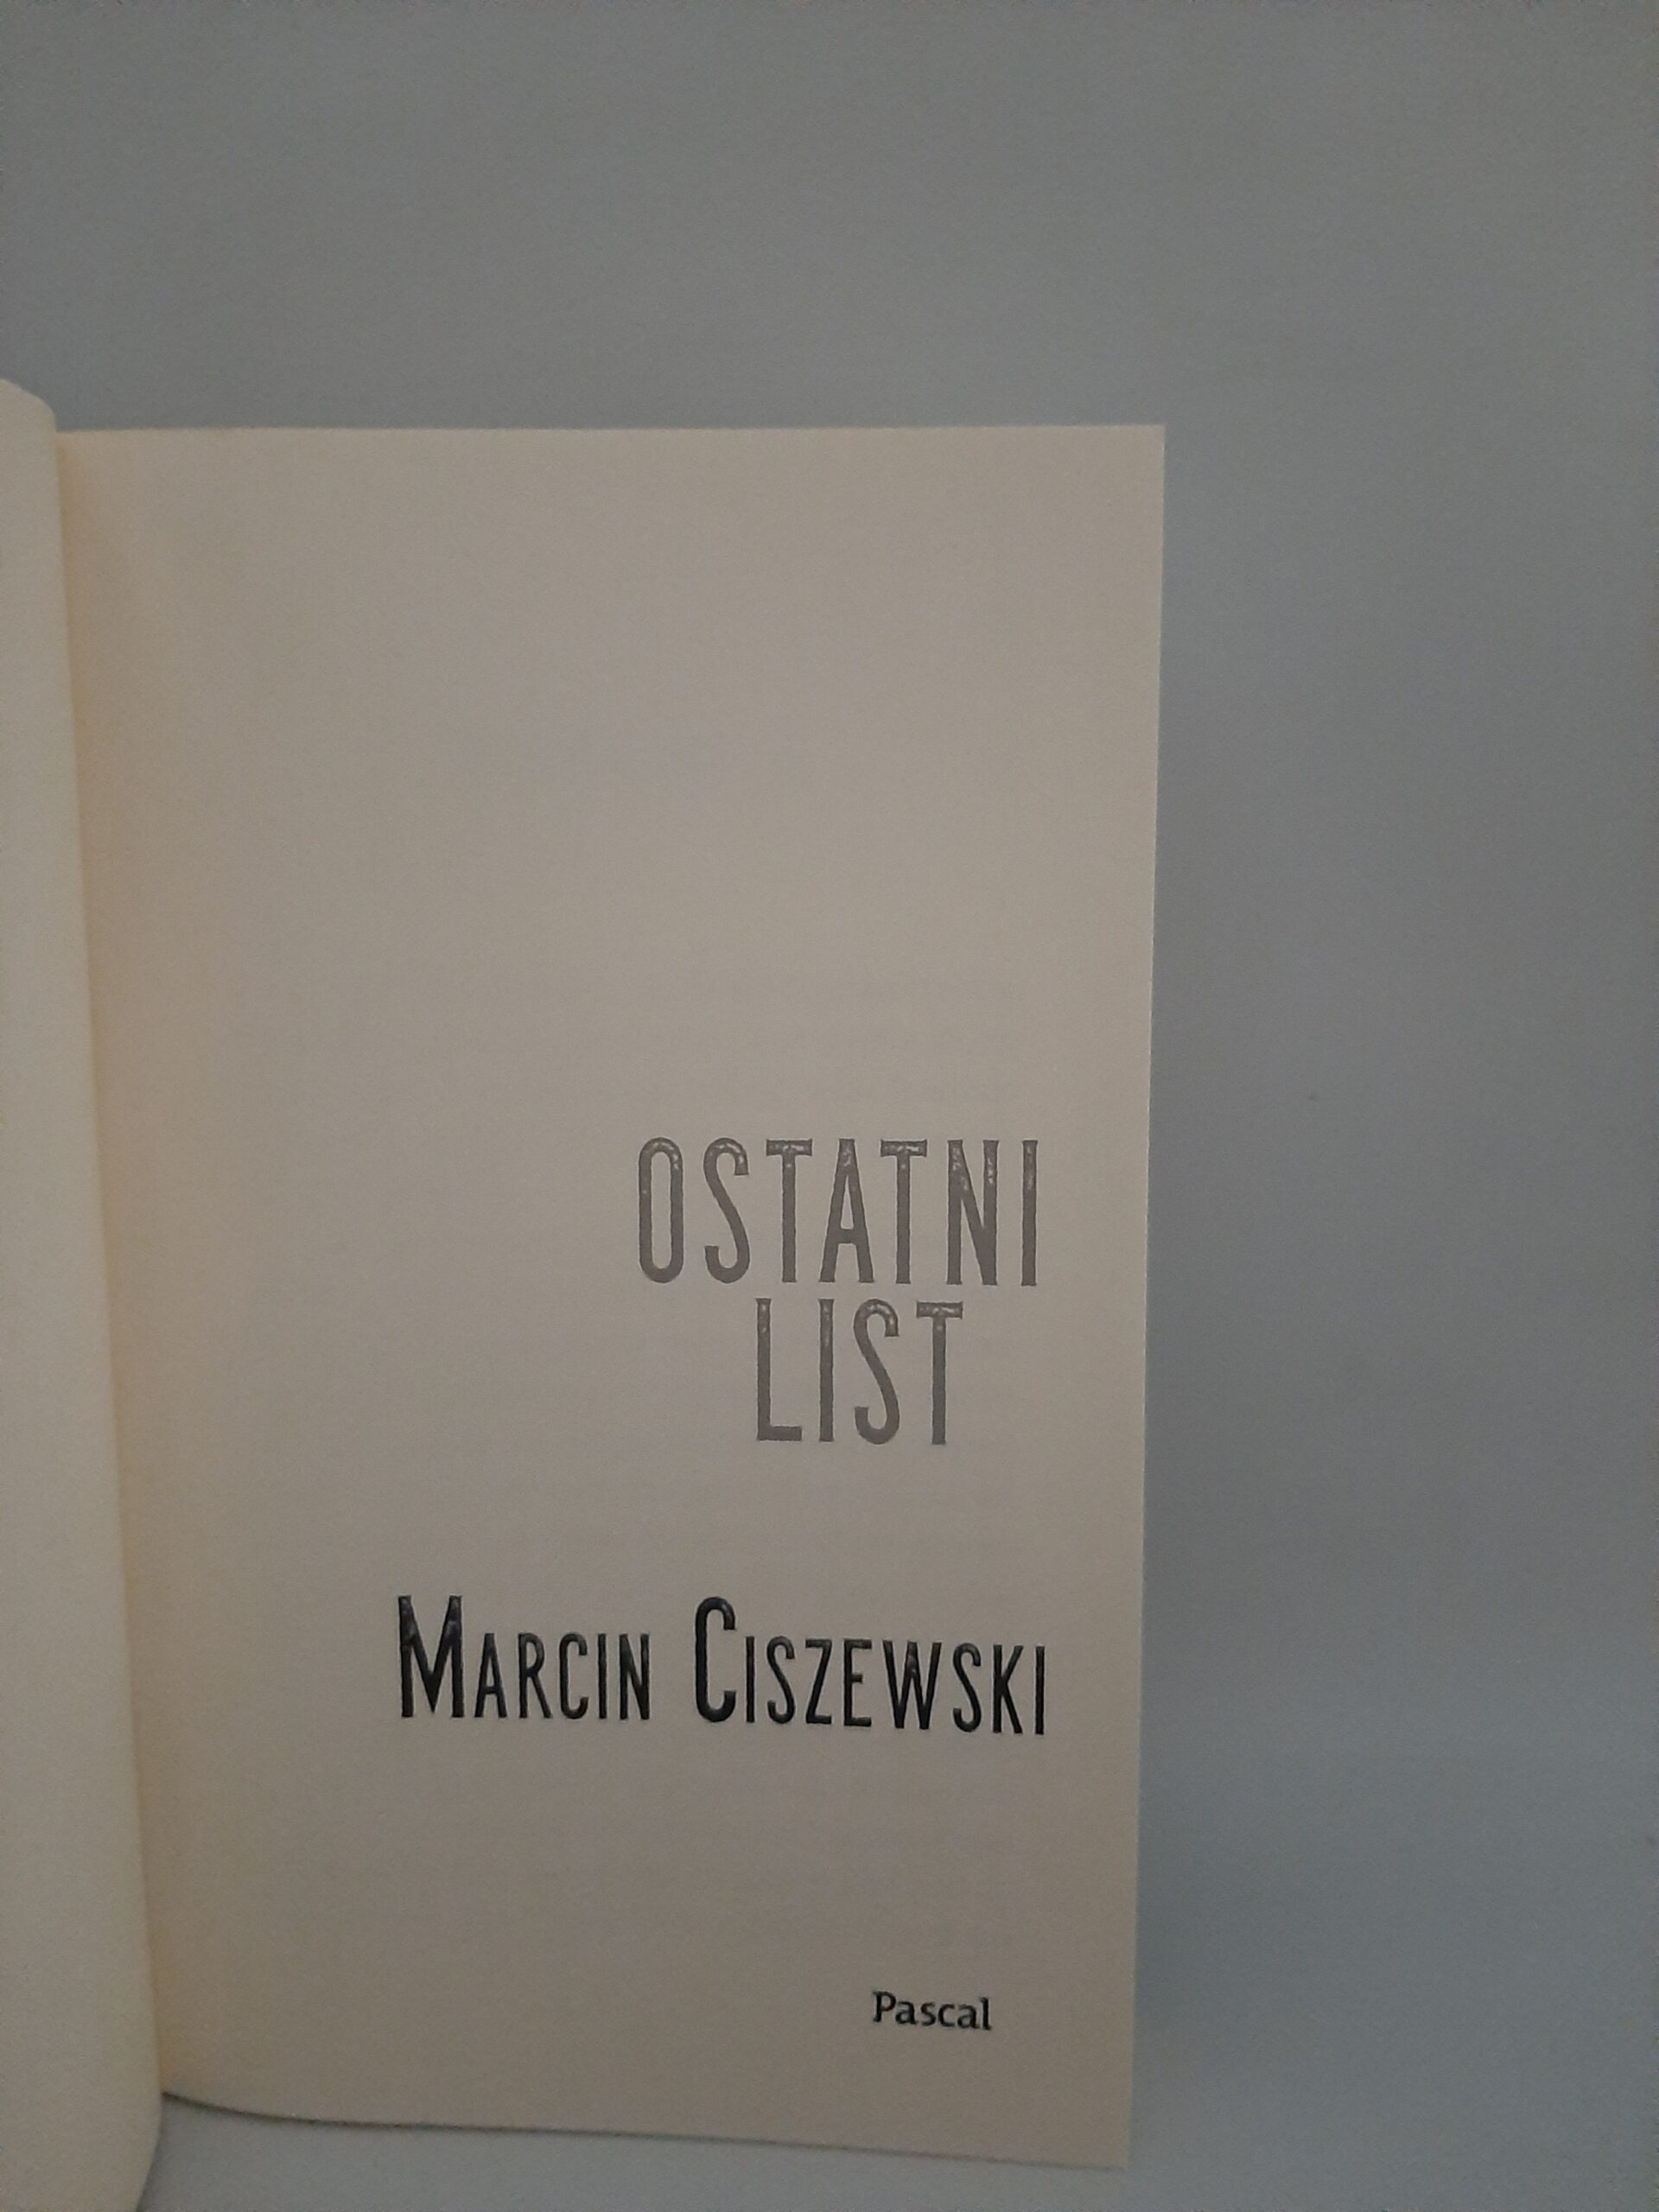 OSTATNI
LIST
MARCIN CISZEWSKI
Pascal